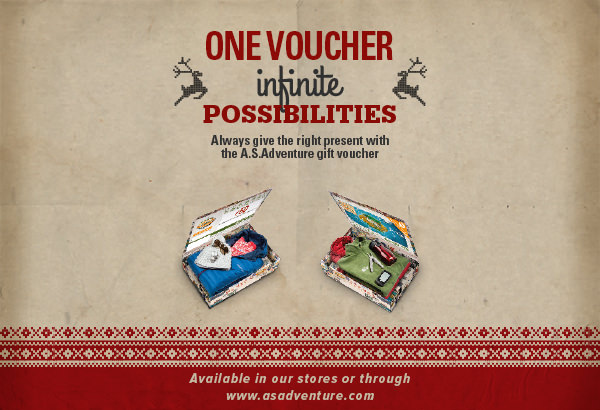 ONE VOUCHER
infinite
POSSIBILITIES
Always give the right present with
the A.S.Adventure gift voucher
Available in our stores or through
www.asadventure.com